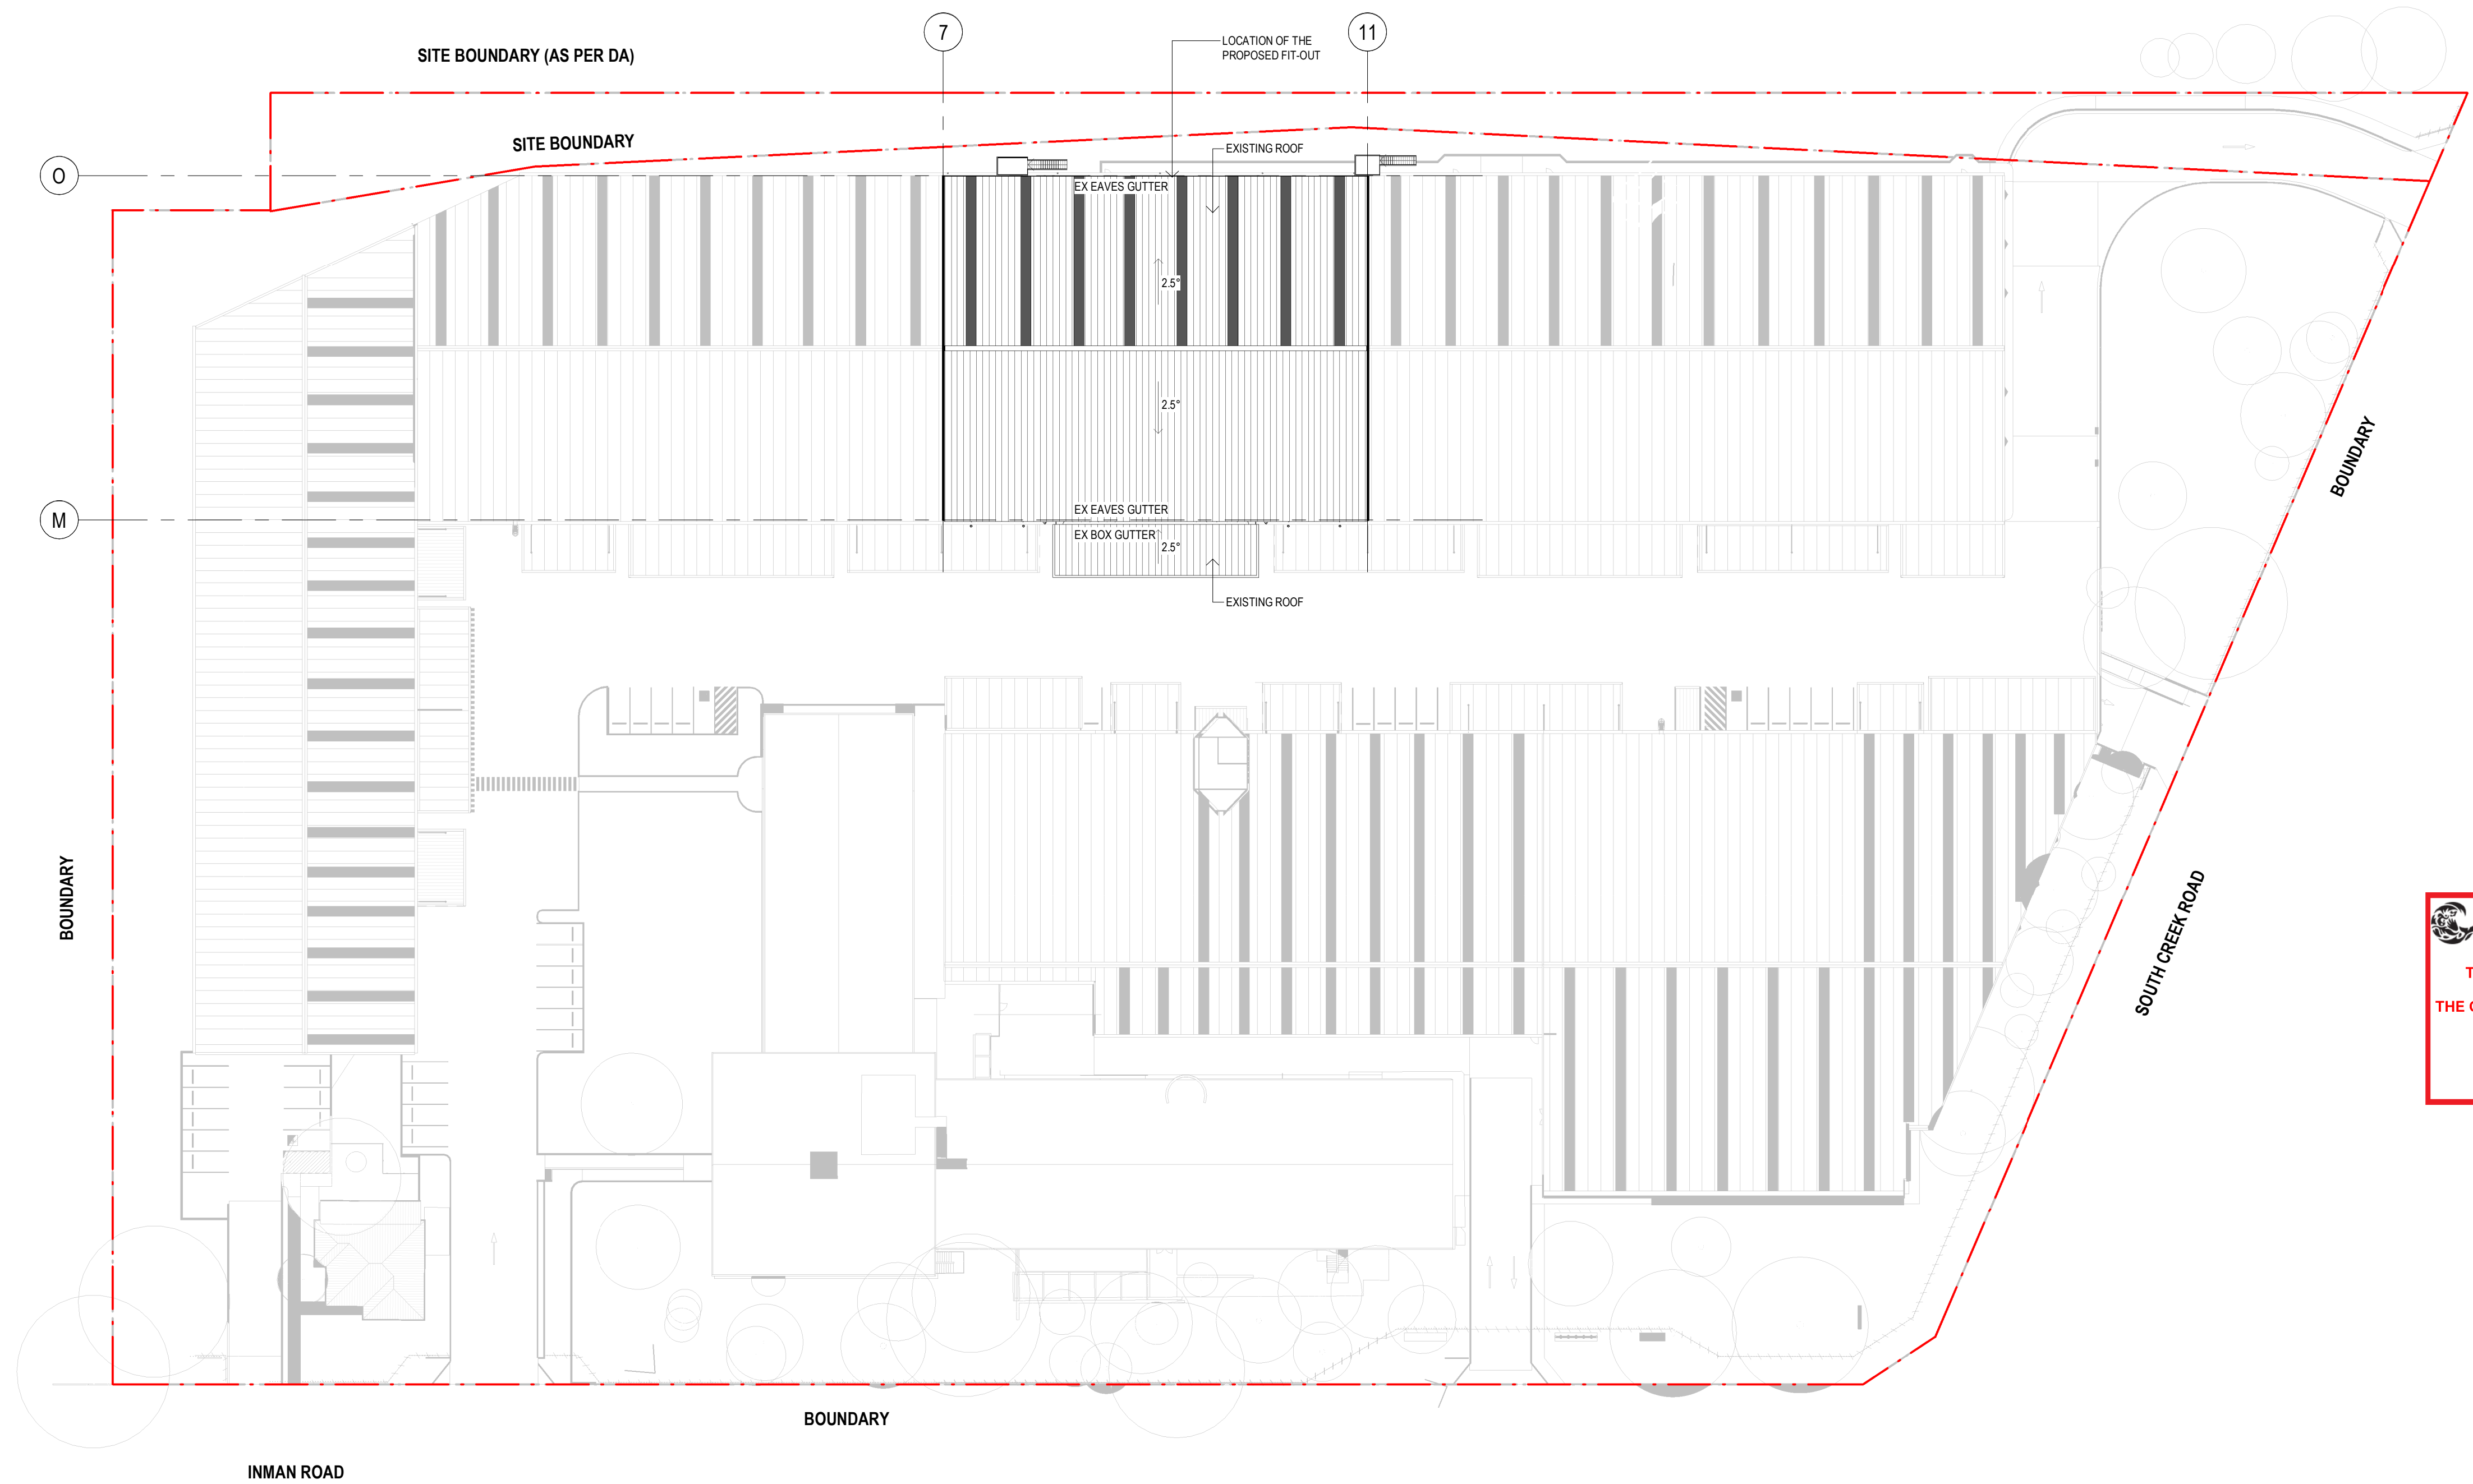 7
11
LOCATION OF THE
PROPOSED FIT-OUT
SITE BOUNDARY (AS PER DA)
SITE BOUNDARY
EXISTING ROOF
O
EX EAVES GUTTER
2.5°
2.5°
EX EAVES GUTTER
M
EX BOX GUTTER
2.5°
EXISTING ROOF
BOUNDARY
BOUNDARY
SOUTH CREEK ROAD
T
THE
BOUNDARY
INMAN ROAD